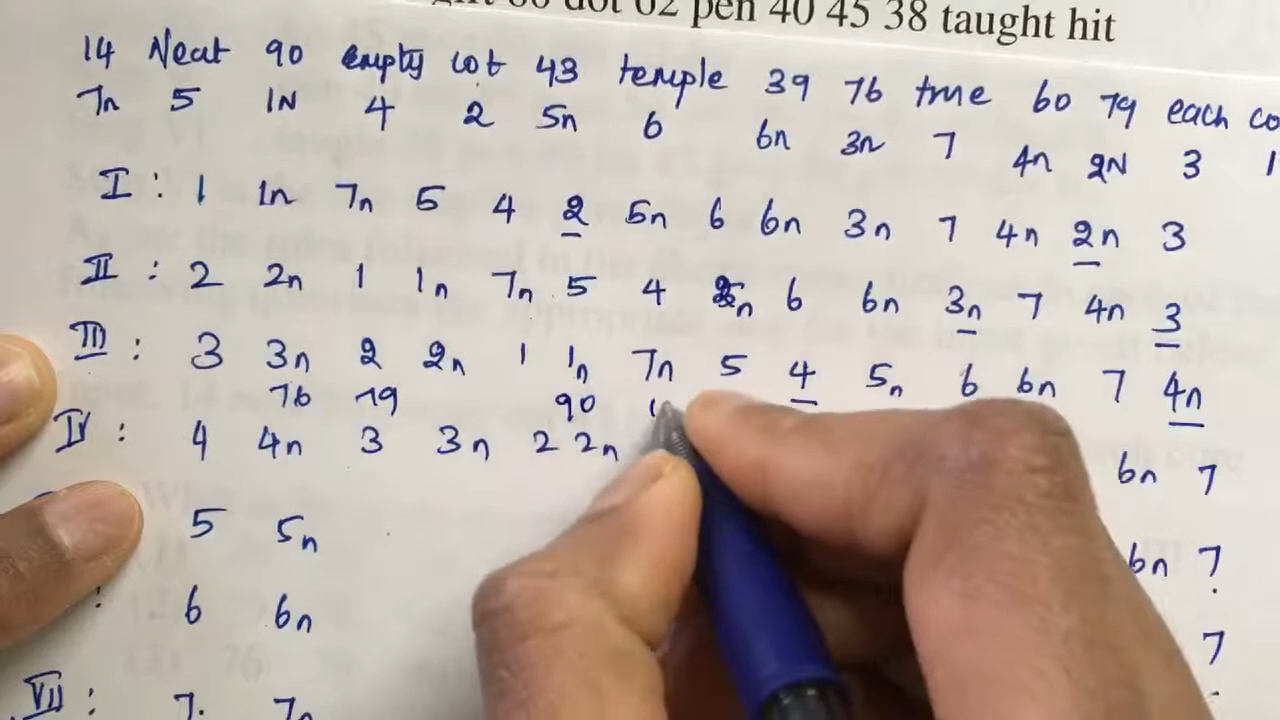 dot 02 pen 40 45 38 taught hit
14 Neat 90 empty cot 43 temple 39 76 true 60 79 each co
7n 5 1N 4 2 5n 6 6n 3n 7 4n 2N 3 1
I : 1 1n 7n 5 4 2 5n 6 6n 3n 7 4n 2n 3
II : 2 2n 1 1n 7n 5 4 5n 6 6n 3n 7 4n 3
III : 3 3n 2 2n 1 1n 7n 5 4 5n 6 6n 7 4n
76 79 90
IV : 4 4n 3 3n 2 2n 6n 7
5 5n 6n 7
: 6 6n 7
VII : 7 7n
76